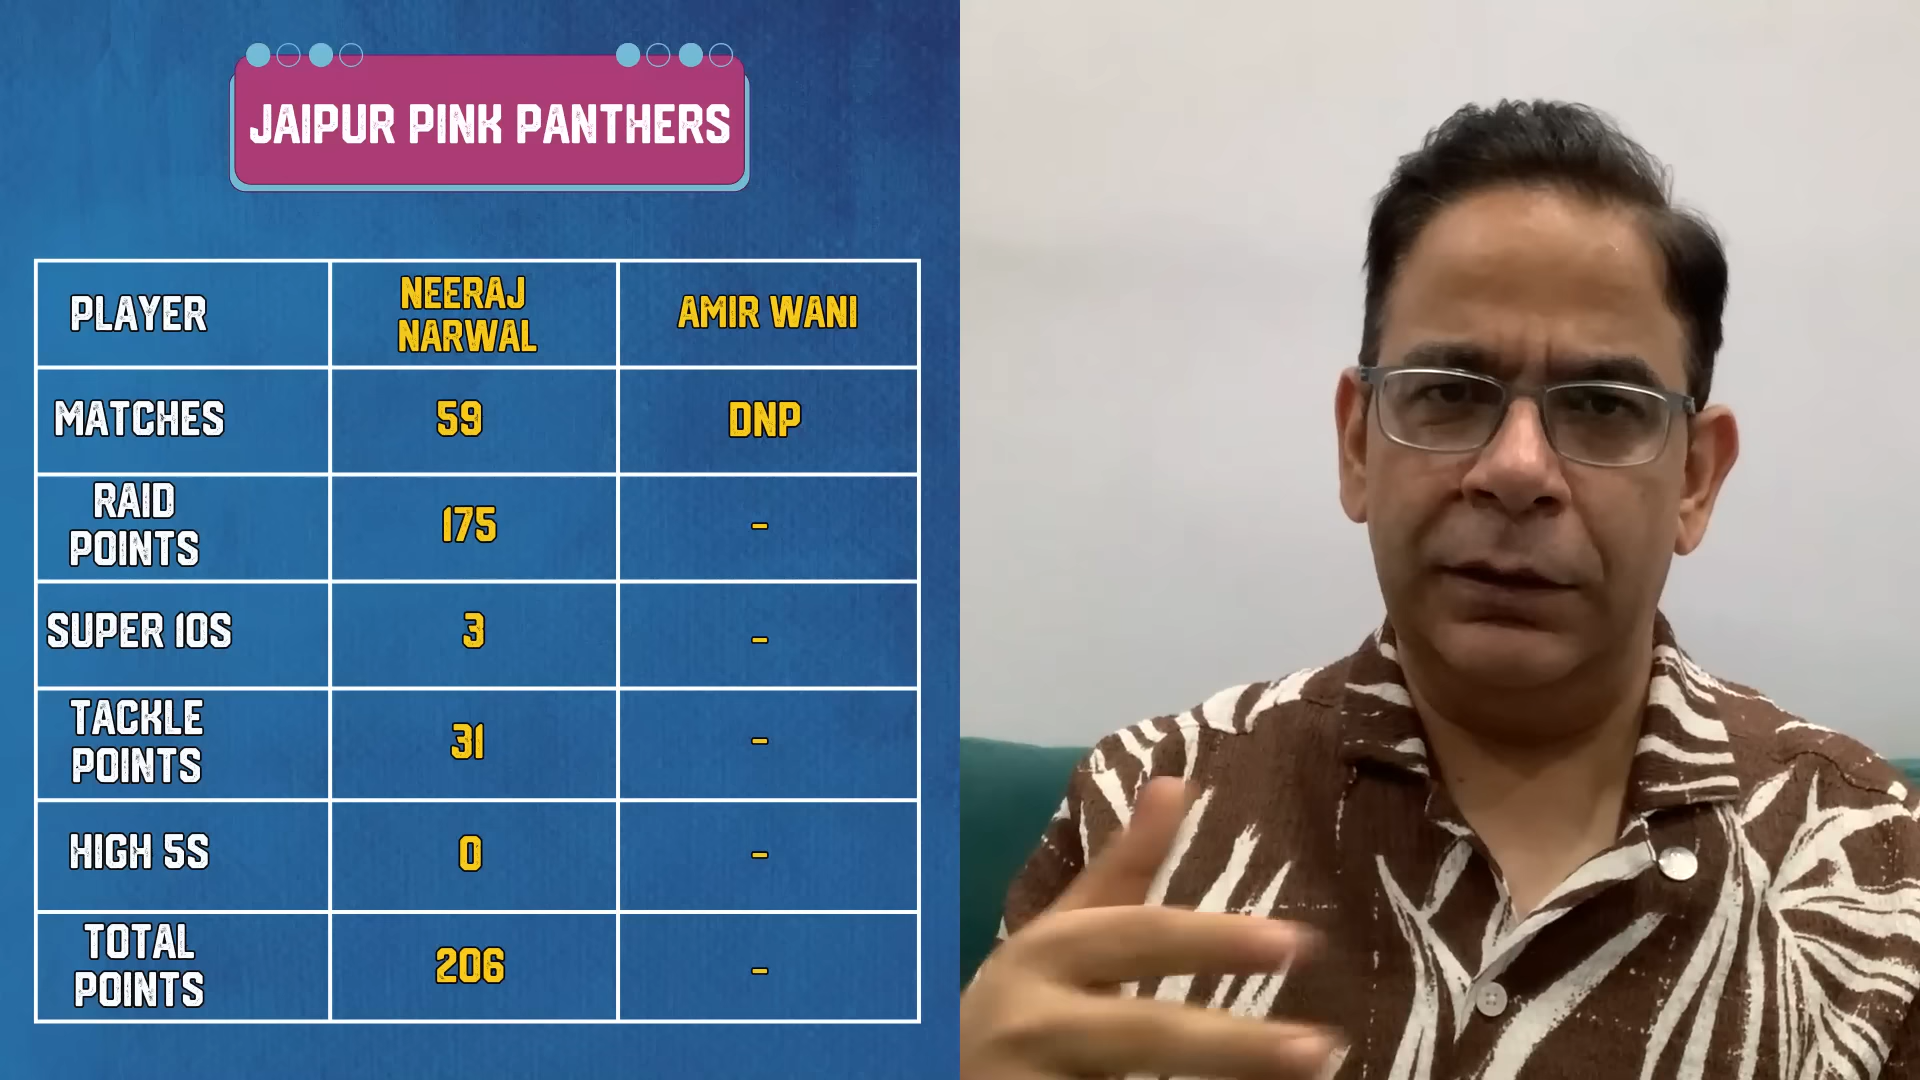 JAIPUR PINK PANTHERS
PLAYER
NEERAJ
NARWAL
AMIR WANI
MATCHES
59
DNP
RAID
POINTS
175
-
SUPER 10S
3
-
TACKLE
POINTS
31
-
HIGH 5S
0
-
TOTAL
POINTS
206
-